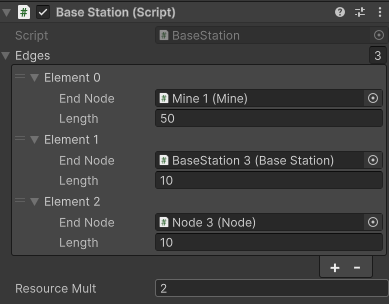 # Base Station (Script)
Script # BaseStation
Edges 3
Element 0
End Node # Mine 1 (Mine)
Length 50
Element 1
End Node # BaseStation 3 (Base Station)
Length 10
Element 2
End Node # Node 3 (Node)
Length 10
+ -
Resource Mult 2